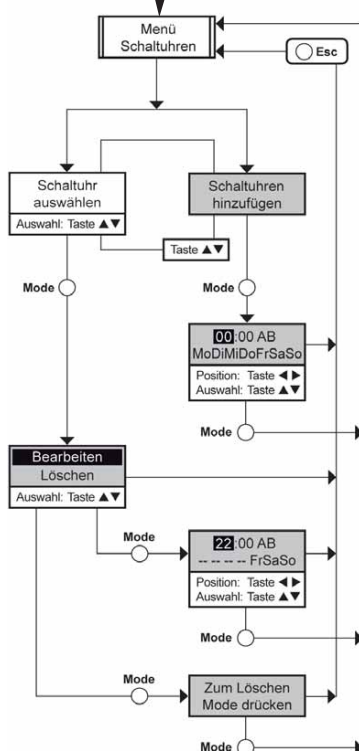 Menü
Schaltuhren
Esc
Schaltuhr
auswählen
Auswahl: Taste ▲▼
Schaltuhren
hinzufügen
Taste ▲▼
Mode
Mode
00:00 AB
MoDiMiDoFrSaSo
Position: Taste ◀ ▶
Auswahl: Taste ▲▼
Mode
Bearbeiten
Löschen
Auswahl: Taste ▲▼
Mode
22:00 AB
-- -- -- -- FrSaSo
Position: Taste ◀ ▶
Auswahl: Taste ▲▼
Mode
Mode
Zum Löschen
Mode drücken
Mode